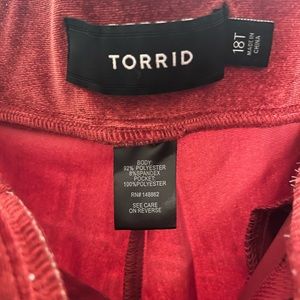 TORRID
18T
MADE IN
CHINA
BODY:
92% POLYESTER
8%SPANDEX
POCKET:
100%POLYESTER
RN# 148862
SEE CARE
ON REVERSE